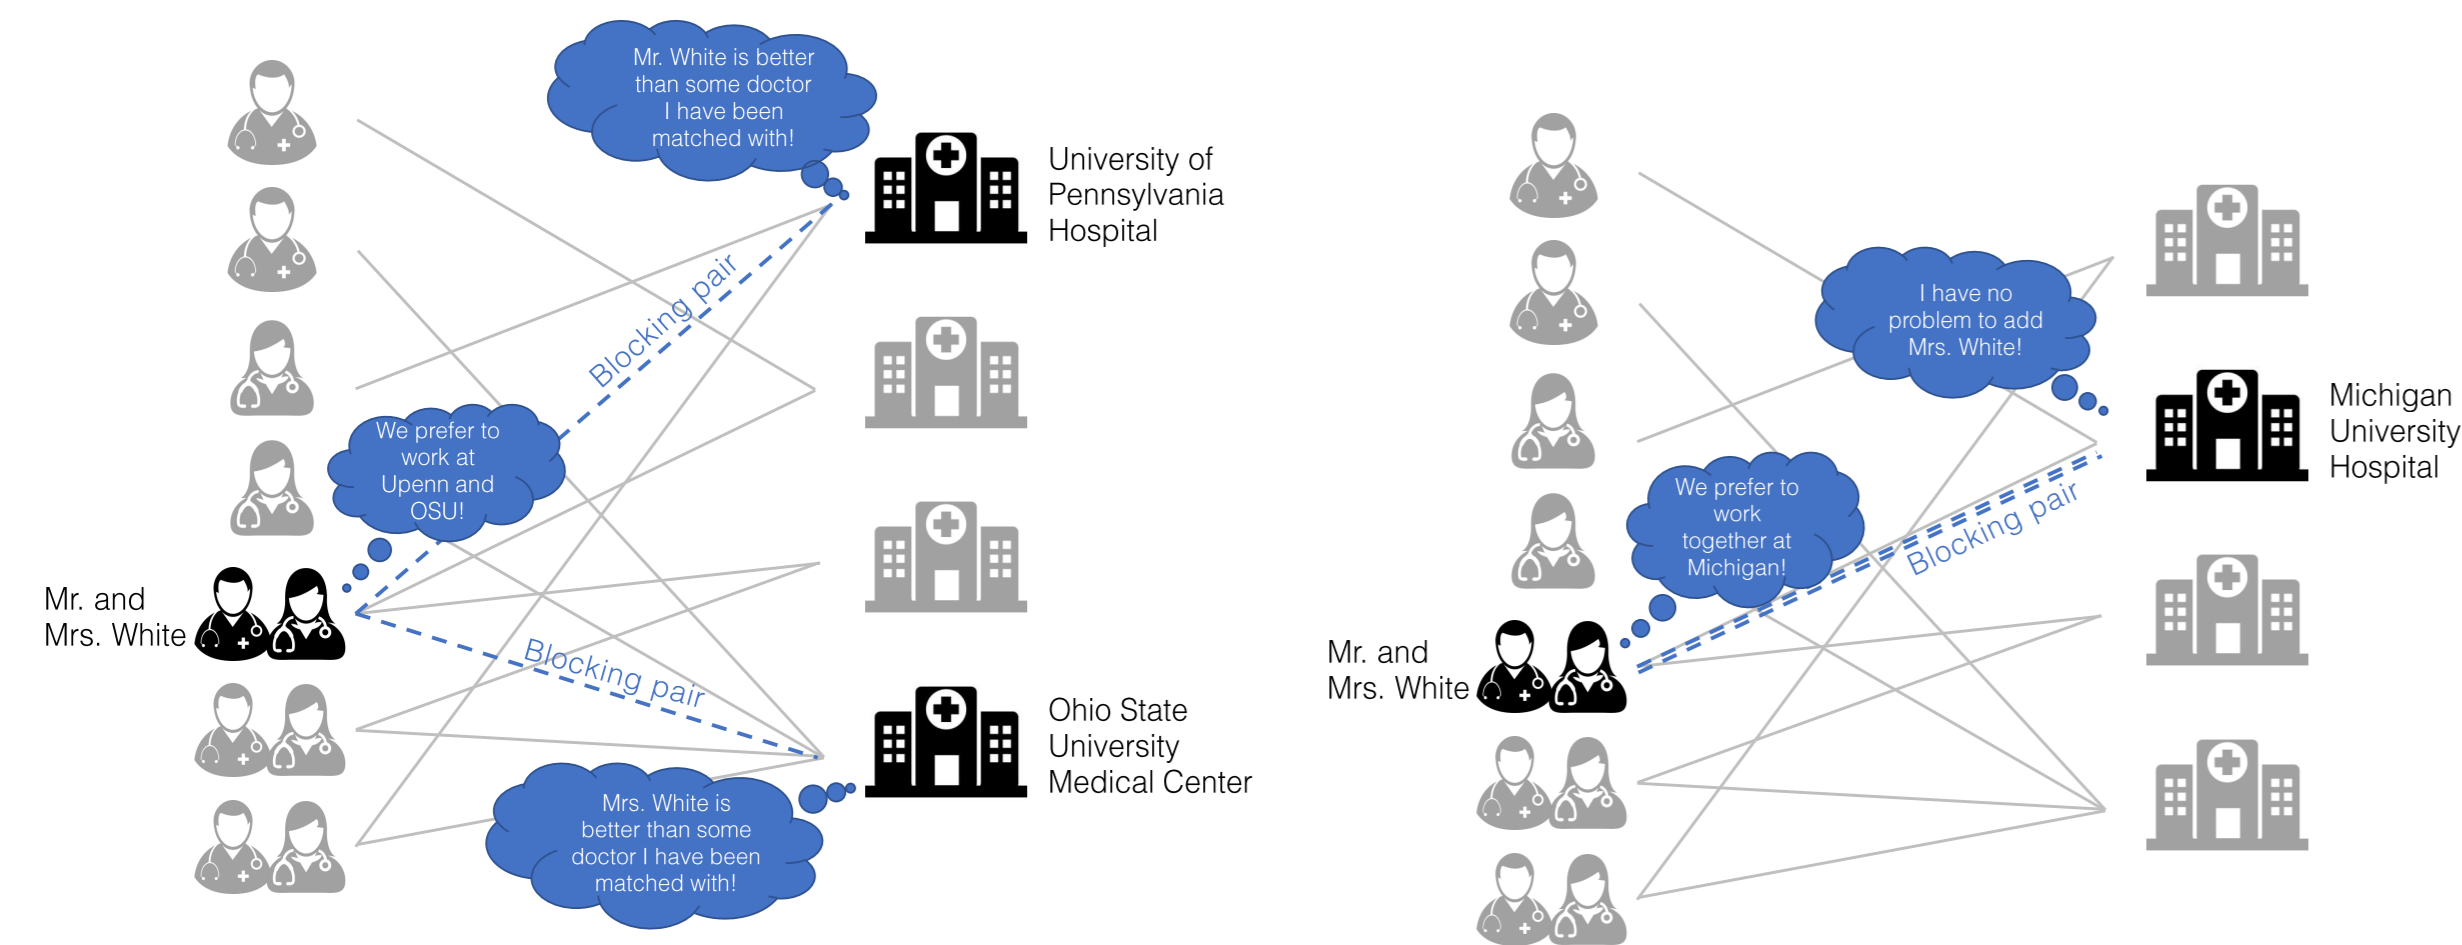 Mr. White is better
than some doctor
I have been
matched with!
University of
Pennsylvania
Hospital
Blocking pair
We prefer to
work at
Upenn and
OSU!
Mr. and
Mrs. White
Blocking pair
Ohio State
University
Medical Center
Mrs. White is
better than some
doctor I have been
matched with!
I have no
problem to add
Mrs. White!
Michigan
University
Hospital
We prefer to
work
together at
Michigan!
Blocking pair
Mr. and
Mrs. White